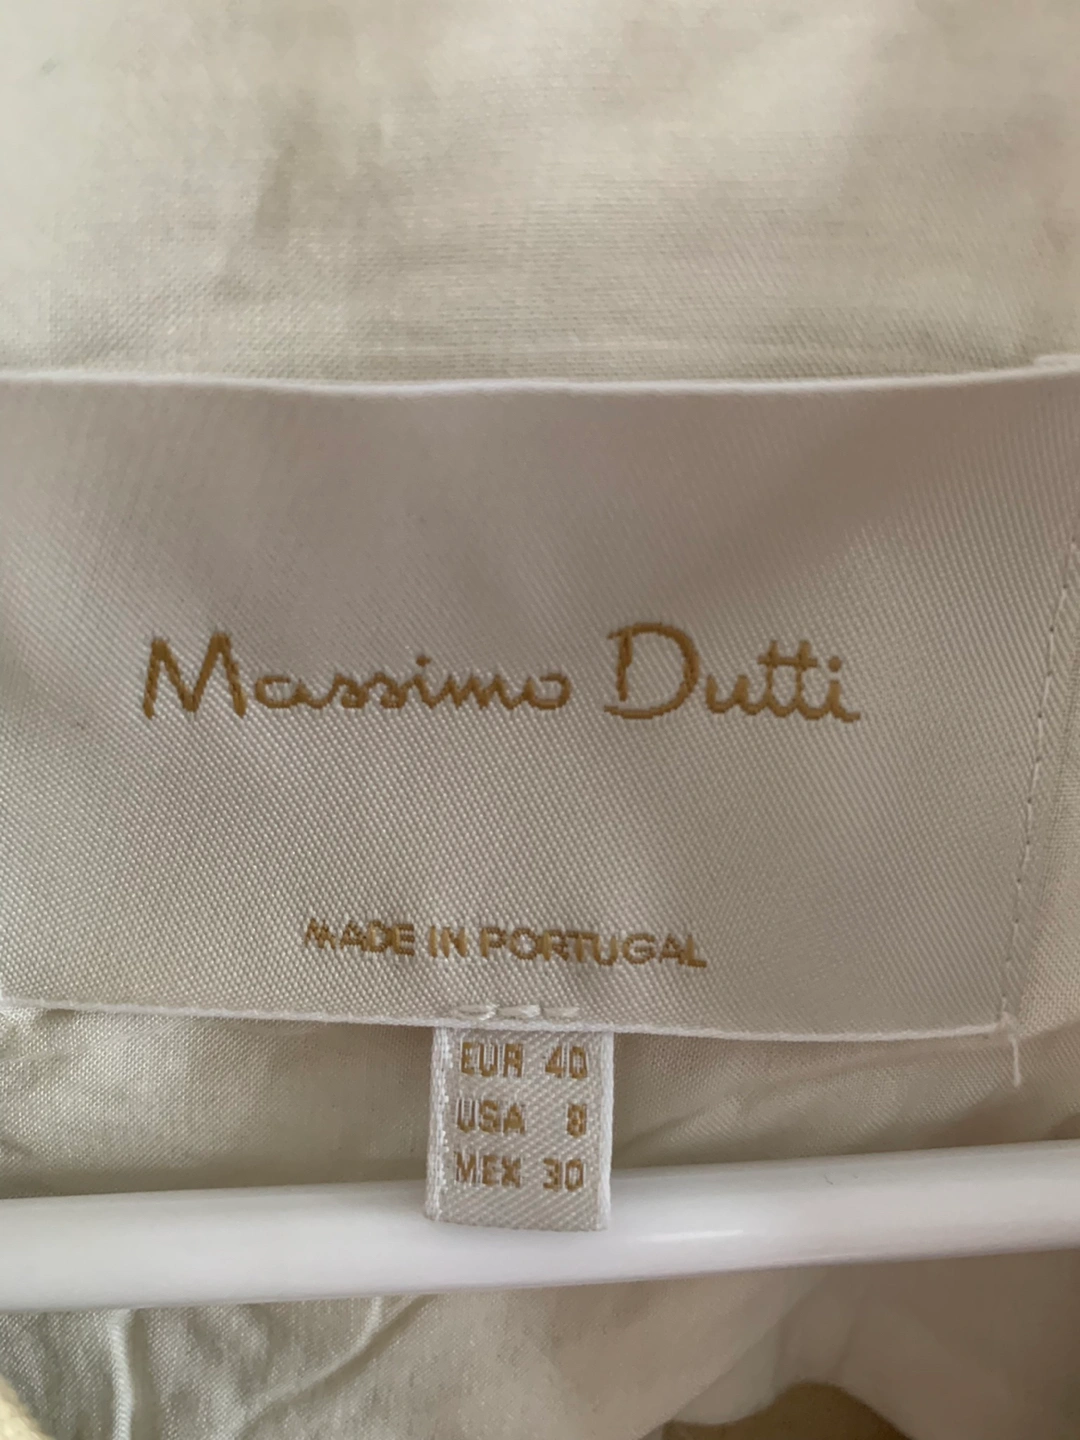 Massimo Dutti
MADE IN PORTUGAL
EUR 40
USA 8
MEX 30